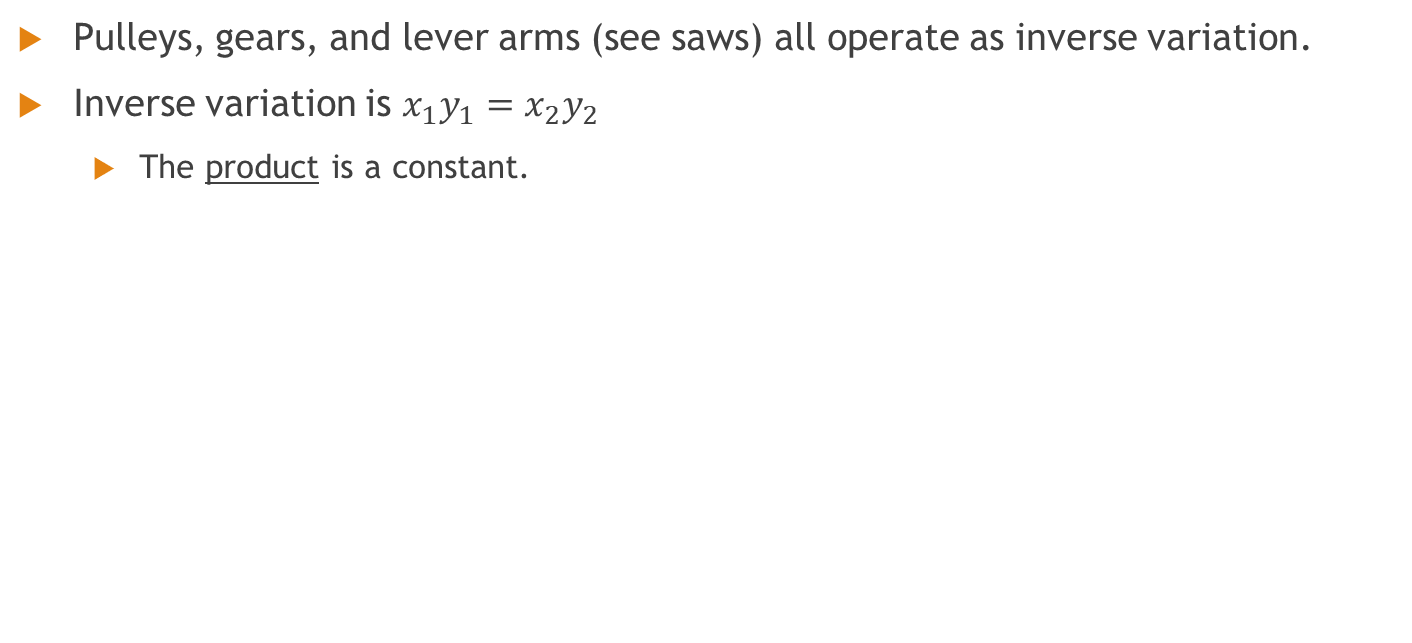 Pulleys, gears, and lever arms (see saws) all operate as inverse variation.
Inverse variation is x₁y₁ = x₂y₂
The product is a constant.